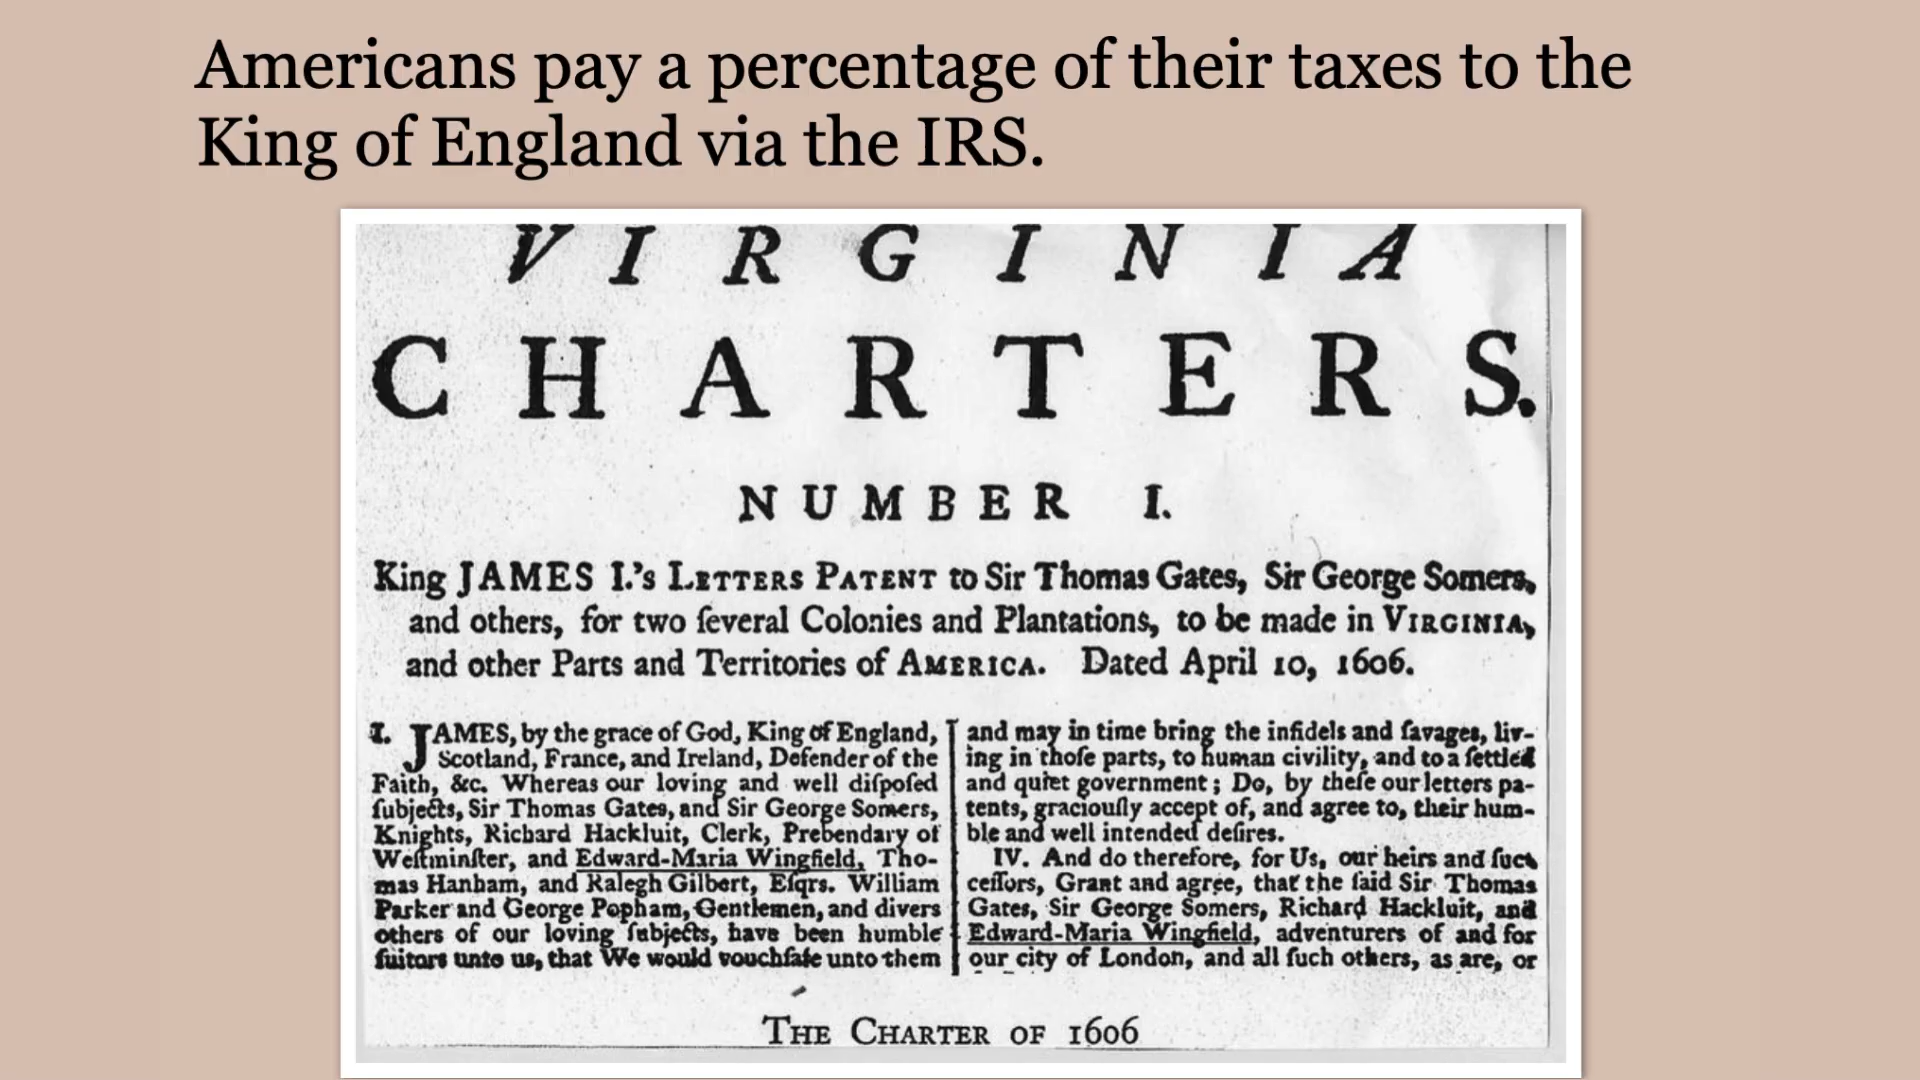 Americans pay a percentage of their taxes to the
King of England via the IRS.
VIRGINIA
CHARTERS.
NUMBER I.
King JAMES I.'s LETTERS PATENT to Sir Thomas Gates, Sir George Somers,
and others, for two ſeveral Colonies and Plantations, to be made in VIRGINIA,
and other Parts and Territories of AMERICA. Dated April 10, 1606.
I. JAMES, by the grace of God, King of England,
Scotland, France, and Ireland, Defender of the
Faith, &c. Whereas our loving and well diſpoſed
ſubjects, Sir Thomas Gates, and Sir George Somers,
Knights, Richard Hackluit, Clerk, Prebendary of
Weſtminſter, and Edward-Maria Wingfield, Tho-
mas Hanham, and Ralegh Gilbert, Eſqrs. William
Parker and George Popham, Gentlemen, and divers
others of our loving ſubjects, have been humble
ſuitors unto us, that We would vouchſafe unto them
and may in time bring the infidels and ſavages, liv-
ing in thoſe parts, to human civility, and to a ſettled
and quiet government; Do, by theſe our letters pa-
tents, graciouſly accept of, and agree to, their hum-
ble and well intended deſires.
IV. And do therefore, for Us, our heirs and ſuc-
ceſſors, Grant and agree, that the ſaid Sir Thomas
Gates, Sir George Somers, Richard Hackluit, and
Edward-Maria Wingfield, adventurers of and for
our city of London, and all ſuch others, as are, or
THE CHARTER OF 1606